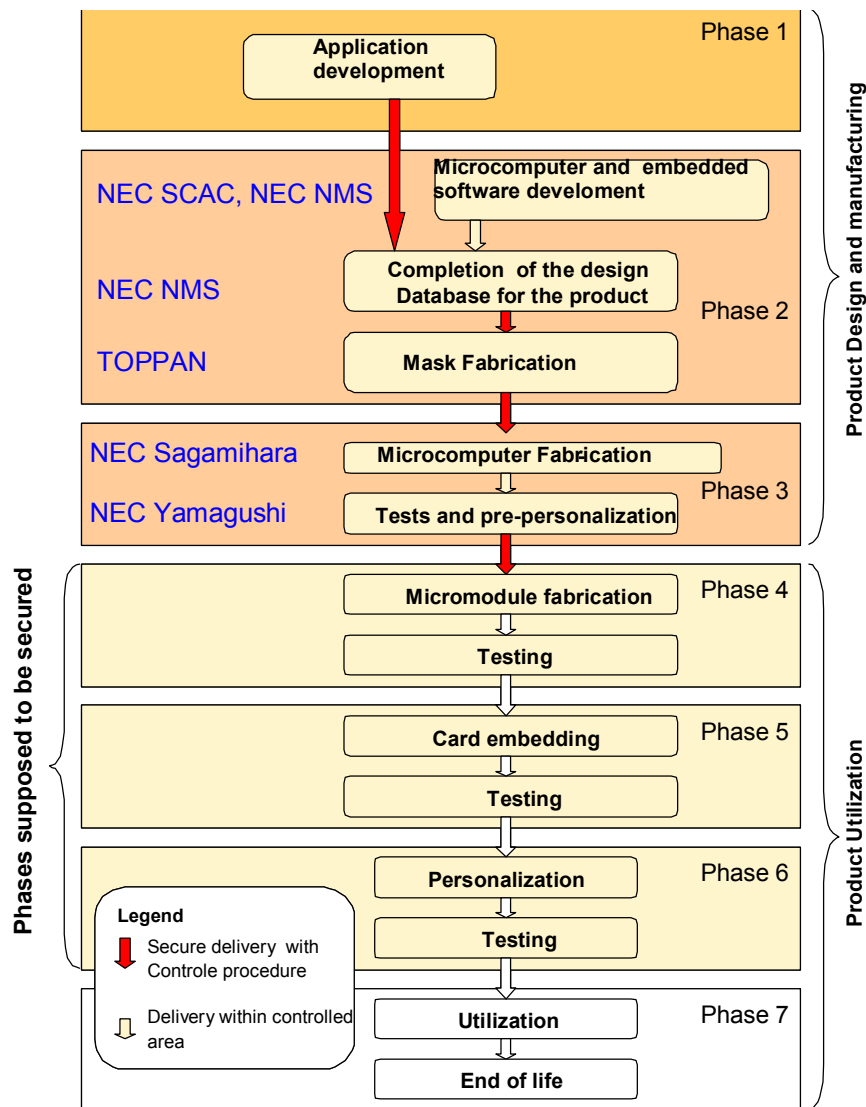 Phase 1
Application
development
Product Design and manufacturing
NEC SCAC, NEC NMS
Microcomputer and embedded
software develoment
NEC NMS
Completion of the design
Database for the product
Phase 2
TOPPAN
Mask Fabrication
NEC Sagamihara
Microcomputer Fabrication
Phase 3
NEC Yamagushi
Tests and pre-personalization
Phases supposed to be secured
Phase 4
Micromodule fabrication
Testing
Product Utilization
Phase 5
Card embedding
Testing
Phase 6
Personalization
Testing
Legend
Secure delivery with
Controle procedure
Delivery within controlled
area
Phase 7
Utilization
End of life